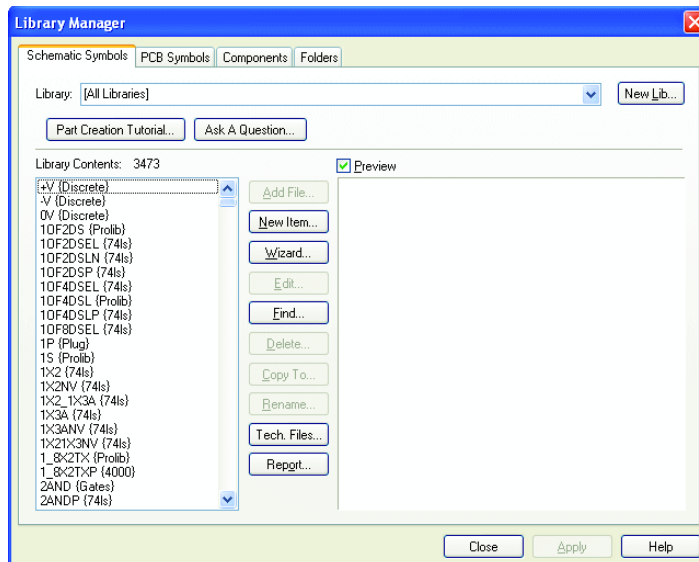 Library Manager
Schematic Symbols PCB Symbols Components Folders
Library: [All Libraries] New Lib...
Part Creation Tutorial... Ask A Question...
Library Contents: 3473 Preview
+V {Discrete}
-V {Discrete}
0V {Discrete}
1OF2DS {Prolib}
1OF2DSEL {74ls}
1OF2DSLN {74ls}
1OF2DSP {74ls}
1OF4DSEL {74ls}
1OF4DSL {Prolib}
1OF4DSLP {74ls}
1OF8DSEL {74ls}
1P {Plug}
1S {Prolib}
1X2 {74ls}
1X2NV {74ls}
1X2_1X3A {74ls}
1X3A {74ls}
1X3ANV {74ls}
1X21X3NV {74ls}
1_8X2TX {Prolib}
1_8X2TXP {4000}
2AND {Gates}
2ANDP {74ls}
Add File...
New Item...
Wizard...
Edit...
Find...
Delete...
Copy To...
Rename...
Tech. Files...
Report...
Close Apply Help